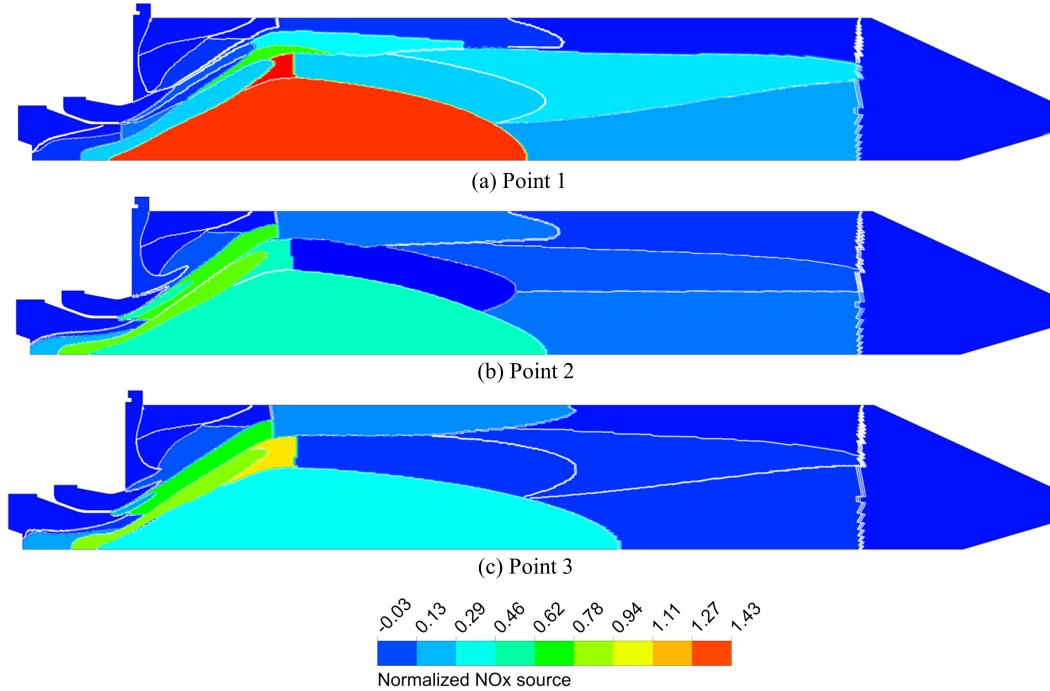 (a) Point 1
(b) Point 2
(c) Point 3
-0.03 0.13 0.29 0.46 0.62 0.78 0.94 1.11 1.27 1.43
Normalized NOx source